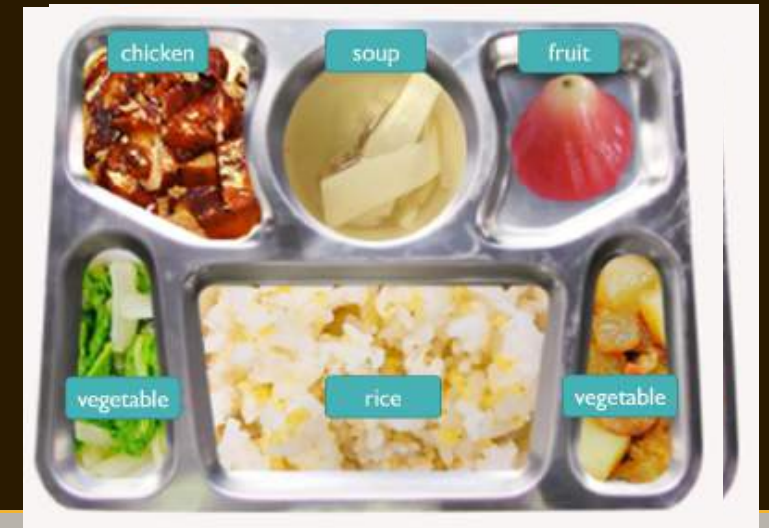 chicken
soup
fruit
vegetable
rice
vegetable